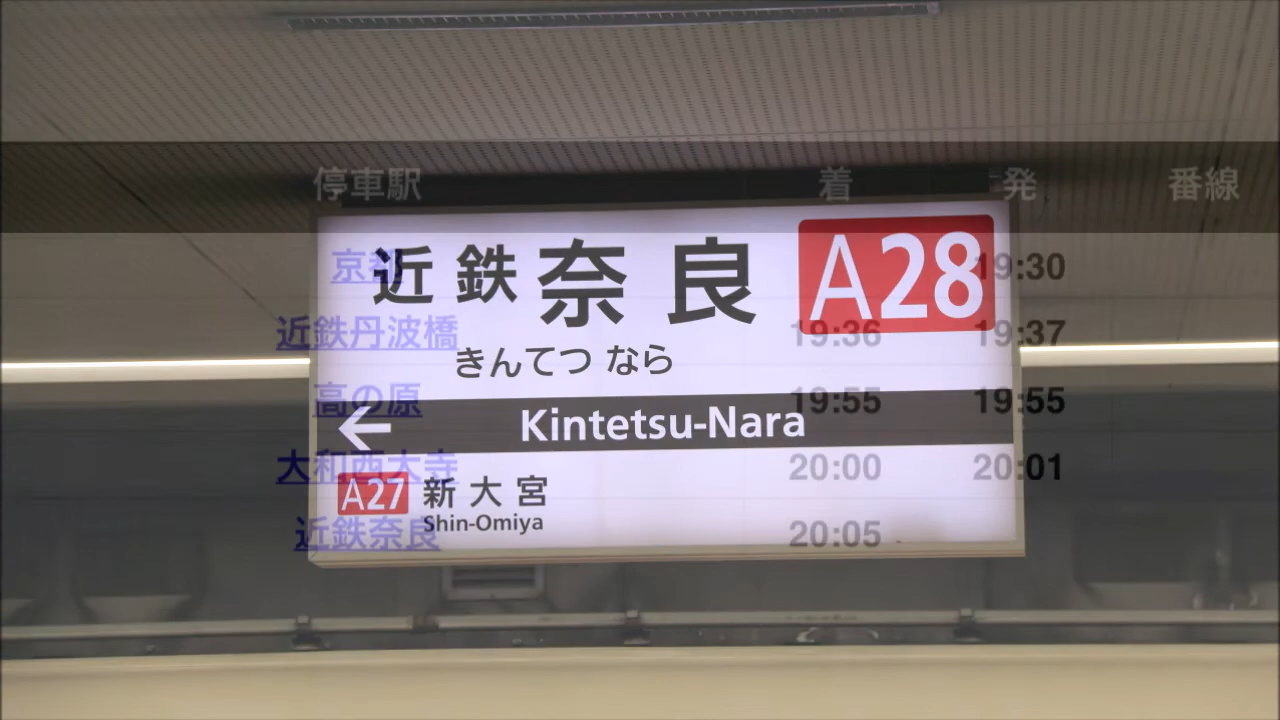 停車駅 着 発 番線
近鉄奈良 A28
京都 19:30
近鉄丹波橋 19:36 19:37
きんてつ なら
高の原 19:55 19:55
Kintetsu-Nara
大和西大寺 20:00 20:01
A27 新大宮
Shin-Omiya
近鉄奈良 20:05